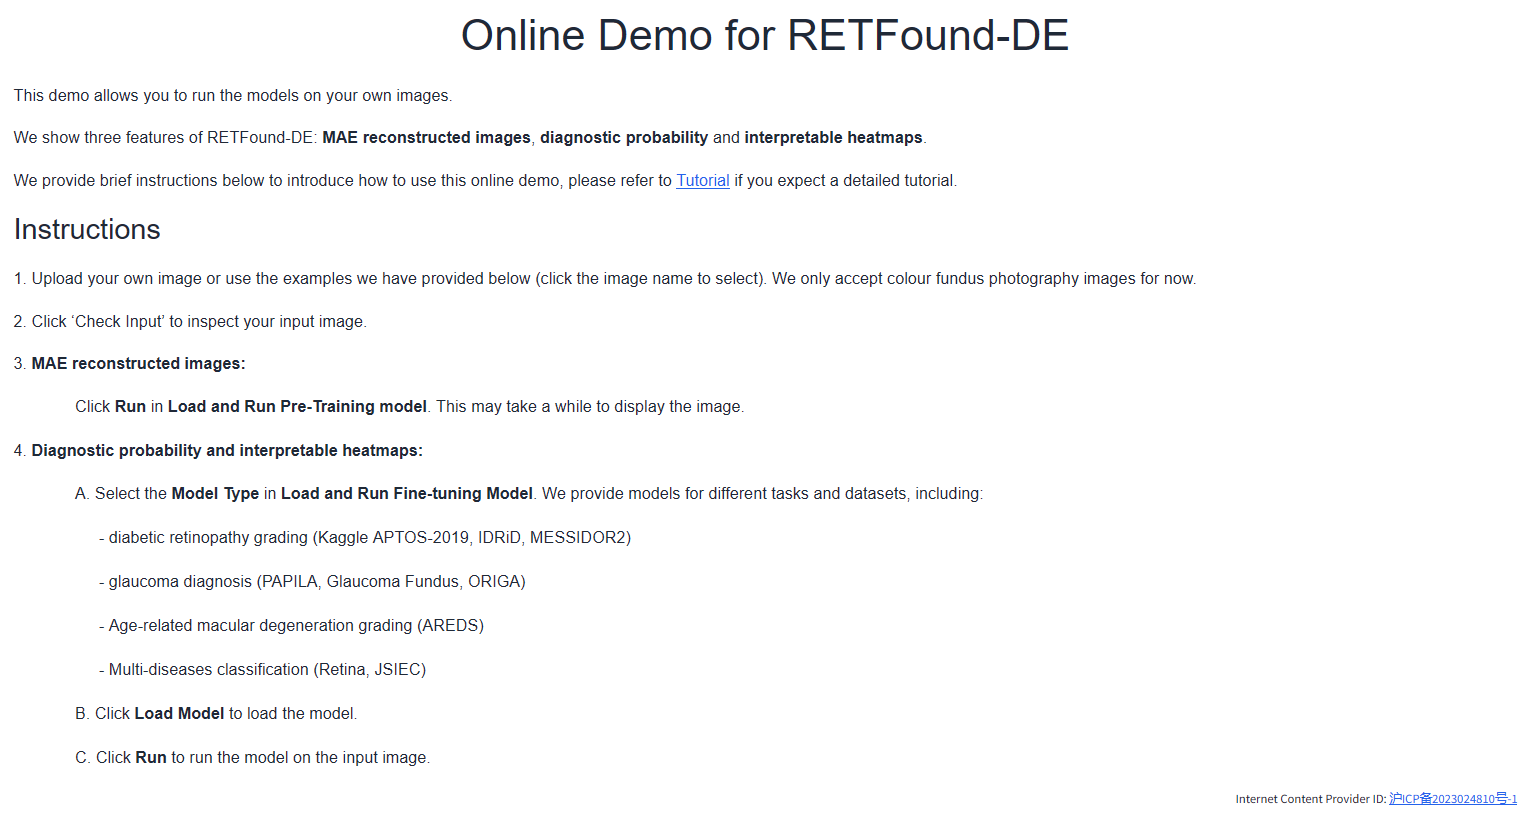 Online Demo for RETFound-DE
This demo allows you to run the models on your own images.
We show three features of RETFound-DE: MAE reconstructed images, diagnostic probability and interpretable heatmaps.
We provide brief instructions below to introduce how to use this online demo, please refer to Tutorial if you expect a detailed tutorial.
Instructions
1. Upload your own image or use the examples we have provided below (click the image name to select). We only accept colour fundus photography images for now.
2. Click ‘Check Input’ to inspect your input image.
3. MAE reconstructed images:
Click Run in Load and Run Pre-Training model. This may take a while to display the image.
4. Diagnostic probability and interpretable heatmaps:
A. Select the Model Type in Load and Run Fine-tuning Model. We provide models for different tasks and datasets, including:
- diabetic retinopathy grading (Kaggle APTOS-2019, IDRiD, MESSIDOR2)
- glaucoma diagnosis (PAPILA, Glaucoma Fundus, ORIGA)
- Age-related macular degeneration grading (AREDS)
- Multi-diseases classification (Retina, JSIEC)
B. Click Load Model to load the model.
C. Click Run to run the model on the input image.
Internet Content Provider ID: 沪ICP备2023024810号-1